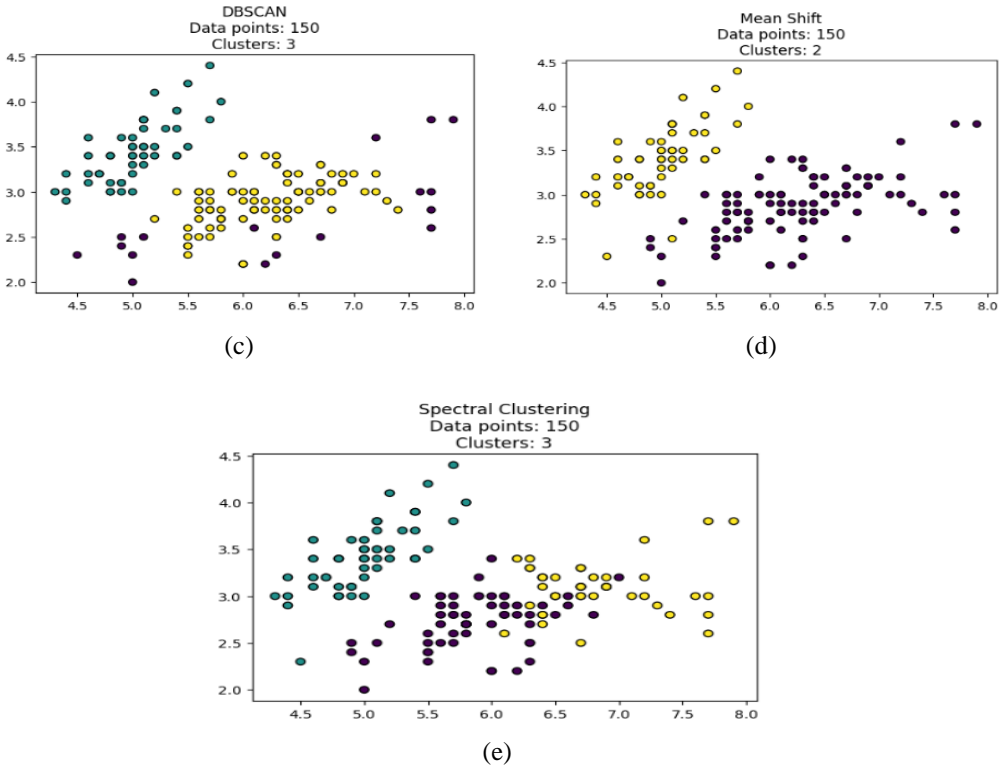 DBSCAN
Data points: 150
Clusters: 3
4.5
4.0
3.5
3.0
2.5
2.0
4.5 5.0 5.5 6.0 6.5 7.0 7.5 8.0
(c)
Mean Shift
Data points: 150
Clusters: 2
4.5
4.0
3.5
3.0
2.5
2.0
4.5 5.0 5.5 6.0 6.5 7.0 7.5 8.0
(d)
Spectral Clustering
Data points: 150
Clusters: 3
4.5
4.0
3.5
3.0
2.5
2.0
4.5 5.0 5.5 6.0 6.5 7.0 7.5 8.0
(e)